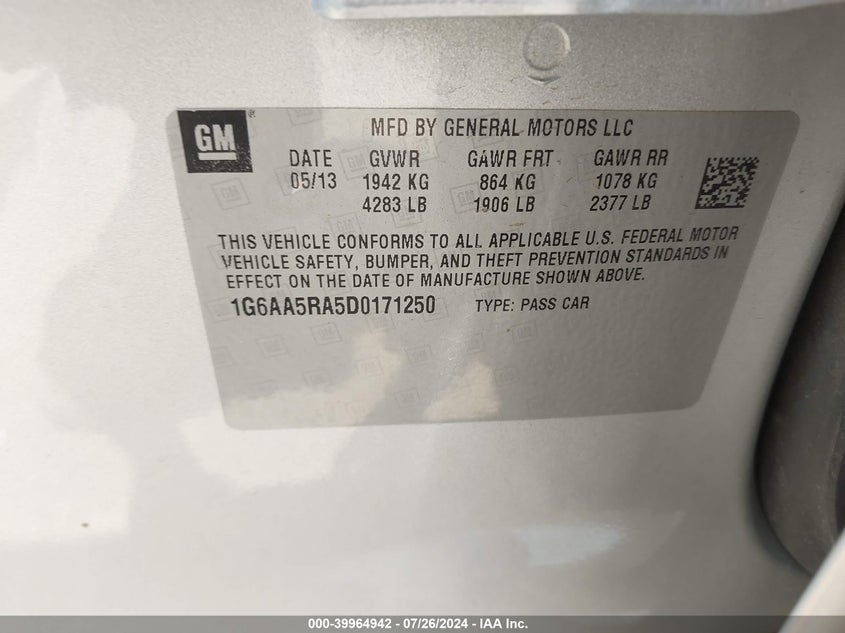 GM
MFD BY GENERAL MOTORS LLC
DATE GVWR GAWR FRT GAWR RR
05/13 1942 KG 864 KG 1078 KG
4283 LB 1906 LB 2377 LB
THIS VEHICLE CONFORMS TO ALL APPLICABLE U.S. FEDERAL MOTOR
VEHICLE SAFETY, BUMPER, AND THEFT PREVENTION STANDARDS IN
EFFECT ON THE DATE OF MANUFACTURE SHOWN ABOVE.
1G6AA5RA5D0171250 TYPE: PASS CAR
000-39964942 - 07/26/2024 - IAA Inc.